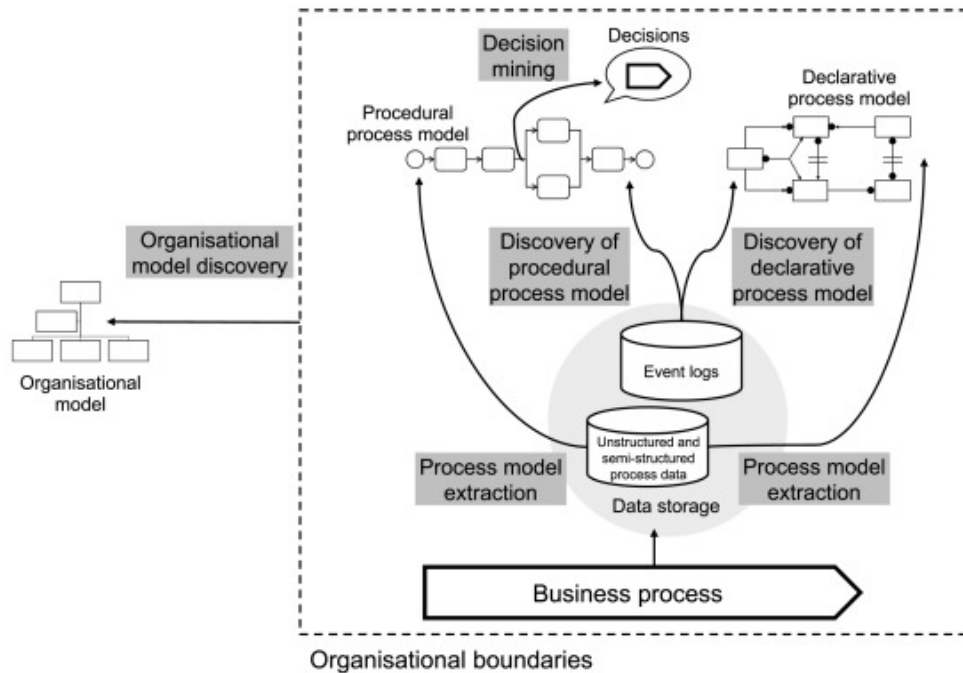 Decision
mining
Decisions
Declarative
process model
Procedural
process model
Organisational
model discovery
Discovery of
procedural
process model
Discovery of
declarative
process model
Organisational
model
Event logs
Unstructured and
semi-structured
process data
Process model
extraction
Process model
extraction
Data storage
Business process
Organisational boundaries